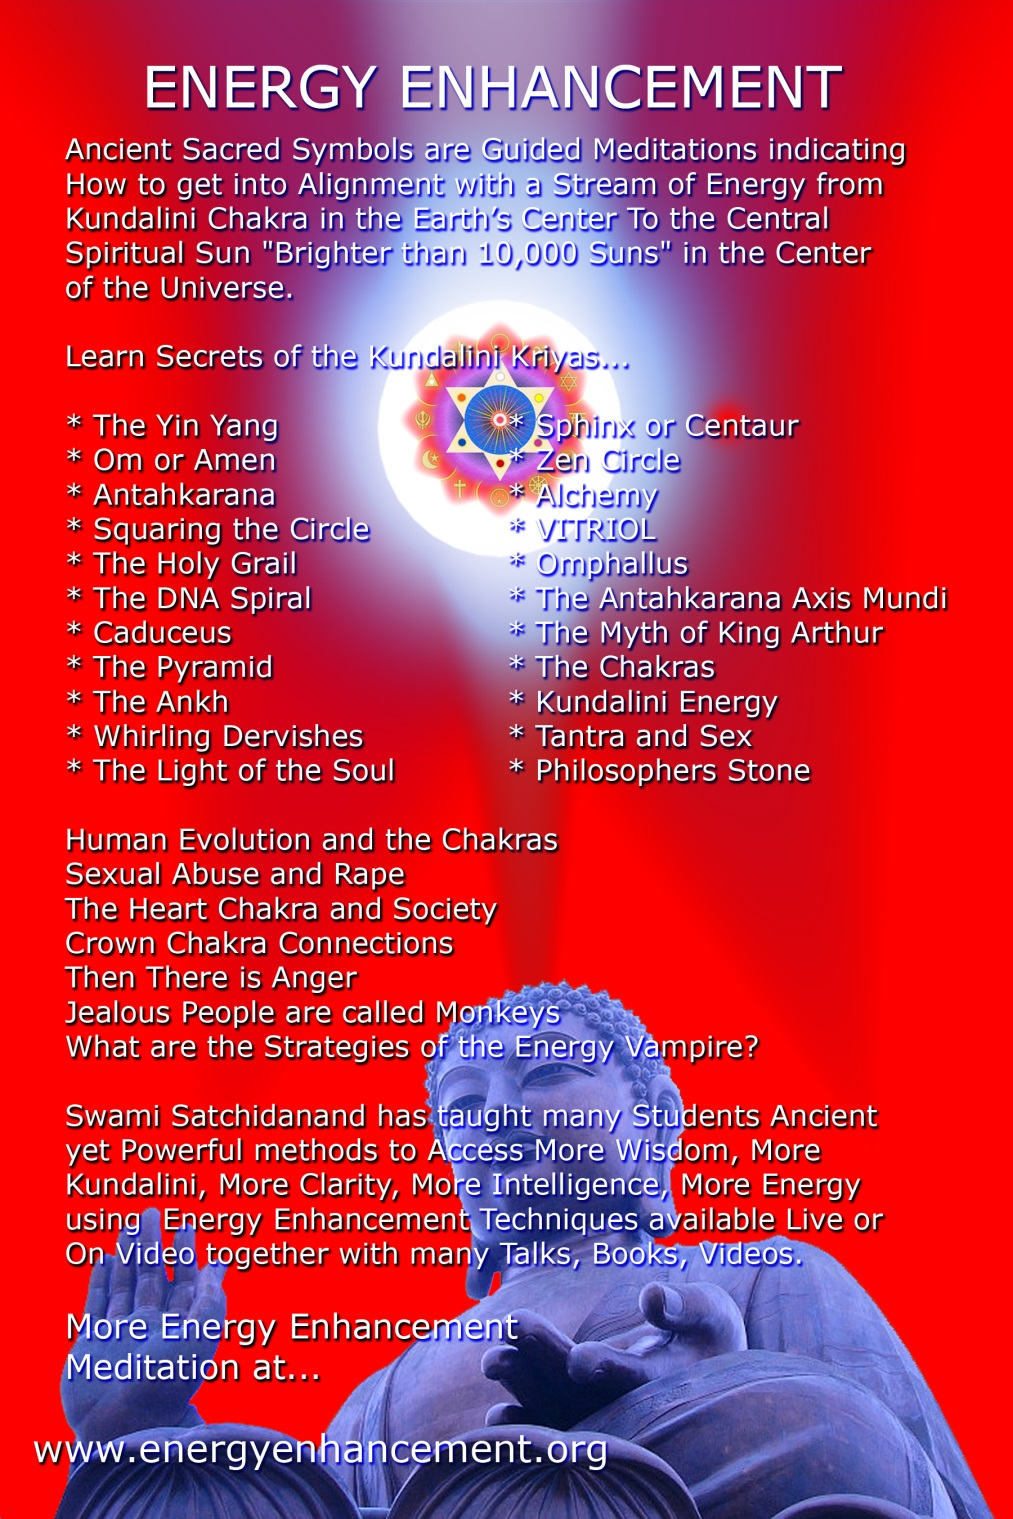 ENERGY ENHANCEMENT
Ancient Sacred Symbols are Guided Meditations indicating
How to get into Alignment with a Stream of Energy from
Kundalini Chakra in the Earth’s Center To the Central
Spiritual Sun "Brighter than 10,000 Suns" in the Center
of the Universe.
Learn Secrets of the Kundalini Kriyas...
* The Yin Yang
* Om or Amen
* Antahkarana
* Squaring the Circle
* The Holy Grail
* The DNA Spiral
* Caduceus
* The Pyramid
* The Ankh
* Whirling Dervishes
* The Light of the Soul
* Sphinx or Centaur
* Zen Circle
* Alchemy
* VITRIOL
* Omphallus
* The Antahkarana Axis Mundi
* The Myth of King Arthur
* The Chakras
* Kundalini Energy
* Tantra and Sex
* Philosophers Stone
Human Evolution and the Chakras
Sexual Abuse and Rape
The Heart Chakra and Society
Crown Chakra Connections
Then There is Anger
Jealous People are called Monkeys
What are the Strategies of the Energy Vampire?
Swami Satchidanand has taught many Students Ancient
yet Powerful methods to Access More Wisdom, More
Kundalini, More Clarity, More Intelligence, More Energy
using  Energy Enhancement Techniques available Live or
On Video together with many Talks, Books, Videos.
More Energy Enhancement
Meditation at...
www.energyenhancement.org